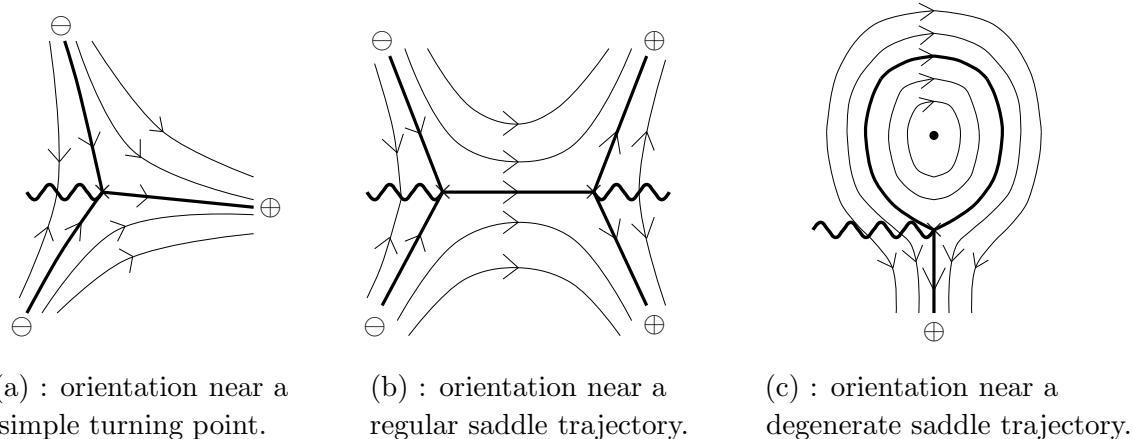 ⊖
⊖
⊕
⊕
⊖
⊖
⊕
⊕
a) : orientation near a
simple turning point.
(b) : orientation near a
regular saddle trajectory.
(c) : orientation near a
degenerate saddle trajectory.